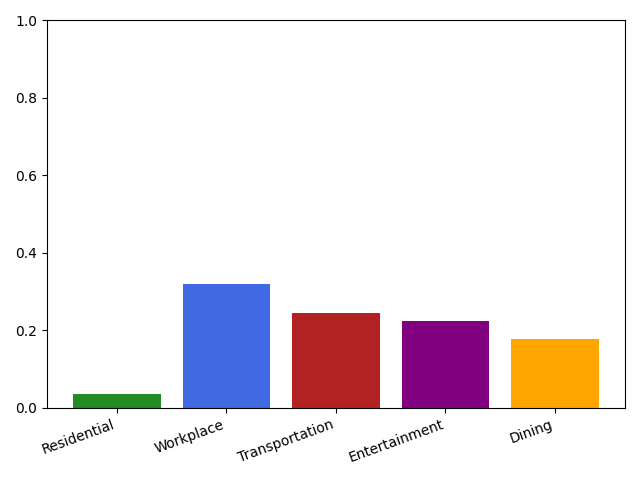 1.0
0.8
0.6
0.4
0.2
0.0
Residential
Workplace
Transportation
Entertainment
Dining